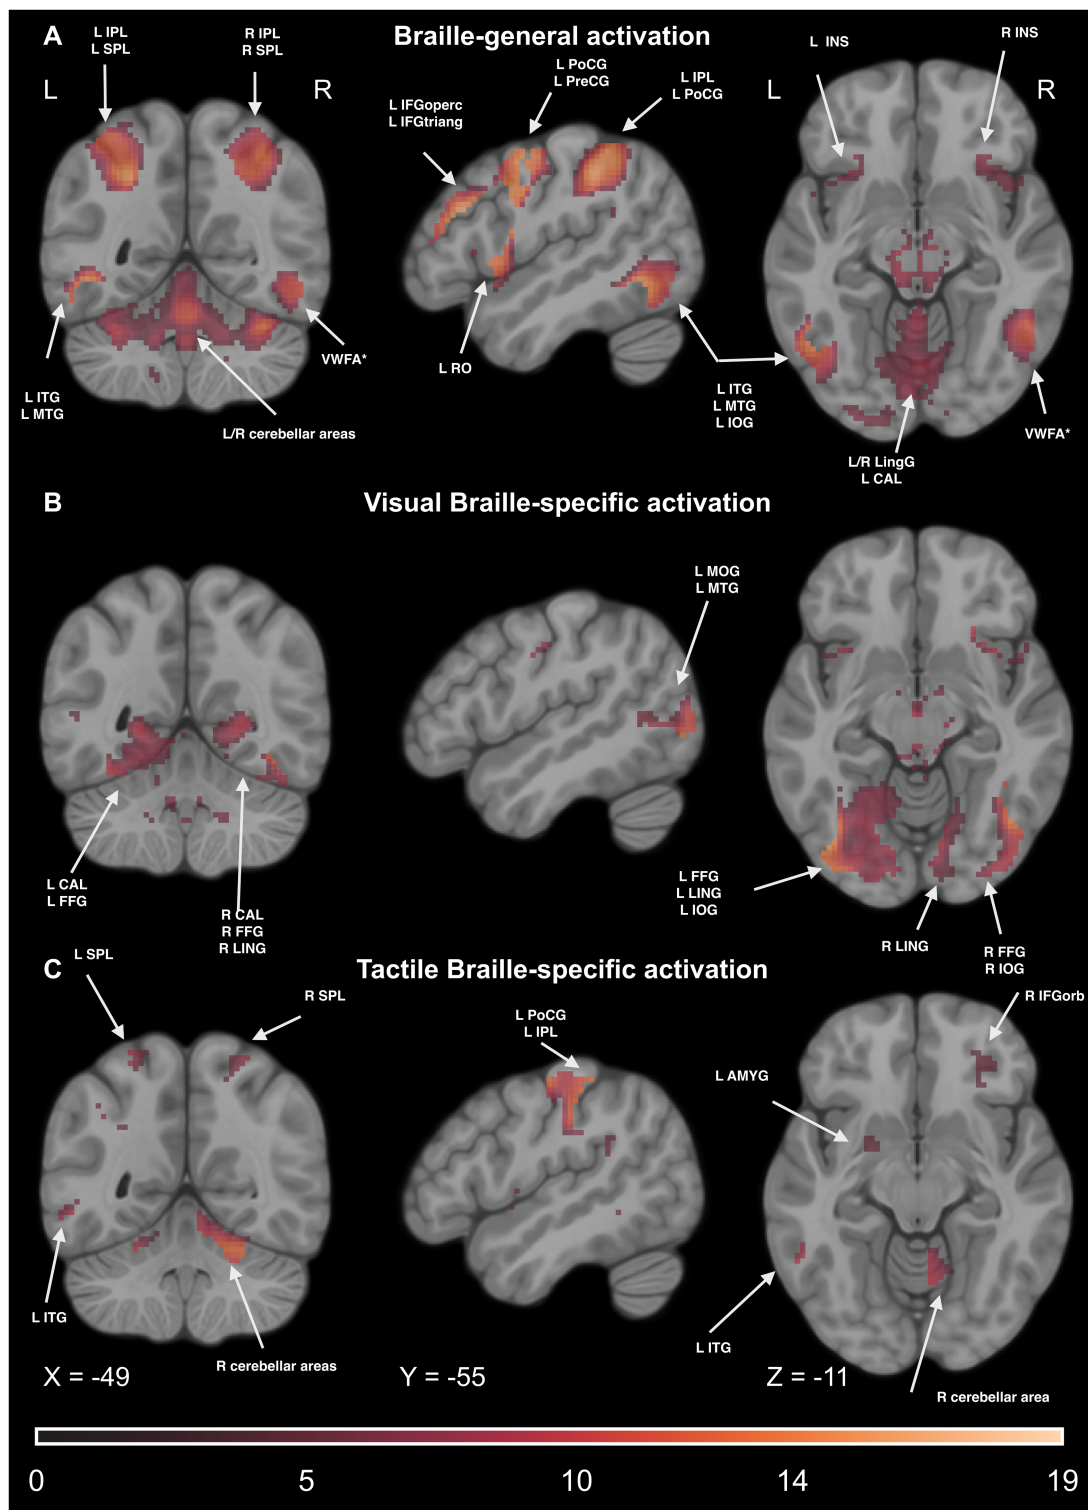 A
Braille-general activation
L IPL
L SPL
R IPL
R SPL
L
R
L IFGoperc
L IFGtriang
L PoCG
L PreCG
L IPL
L PoCG
L INS
R INS
L
R
L ITG
L MTG
VWFA*
L/R cerebellar areas
L RO
L ITG
L MTG
L IOG
L/R LingG
L CAL
VWFA*
B
Visual Braille-specific activation
L MOG
L MTG
L CAL
L FFG
R CAL
R FFG
R LING
L FFG
L LING
L IOG
R LING
R FFG
R IOG
C
Tactile Braille-specific activation
L SPL
R SPL
L PoCG
L IPL
R IFGorb
L AMYG
L ITG
R cerebellar areas
L ITG
R cerebellar area
X = -49
Y = -55
Z = -11
0
5
10
14
19